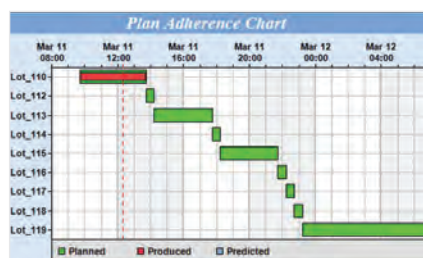 Plan Adherence Chart
Mar 11 Mar 11 Mar 11 Mar 11 Mar 12 Mar 12
08:00 12:00 16:00 20:00 00:00 04:00
Lot_110
Lot_112
Lot_113
Lot_114
Lot_115
Lot_116
Lot_117
Lot_118
Lot_119
Planned Produced Predicted